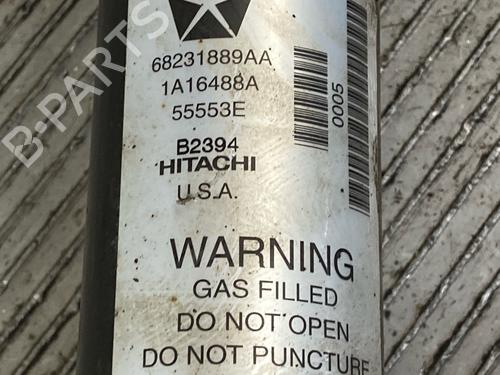 68231889AA
1A16488A
55553E
B2394
HITACHI
U.S.A.
0005
WARNING
GAS FILLED
DO NOT OPEN
DO NOT PUNCTURE
B-PARTS